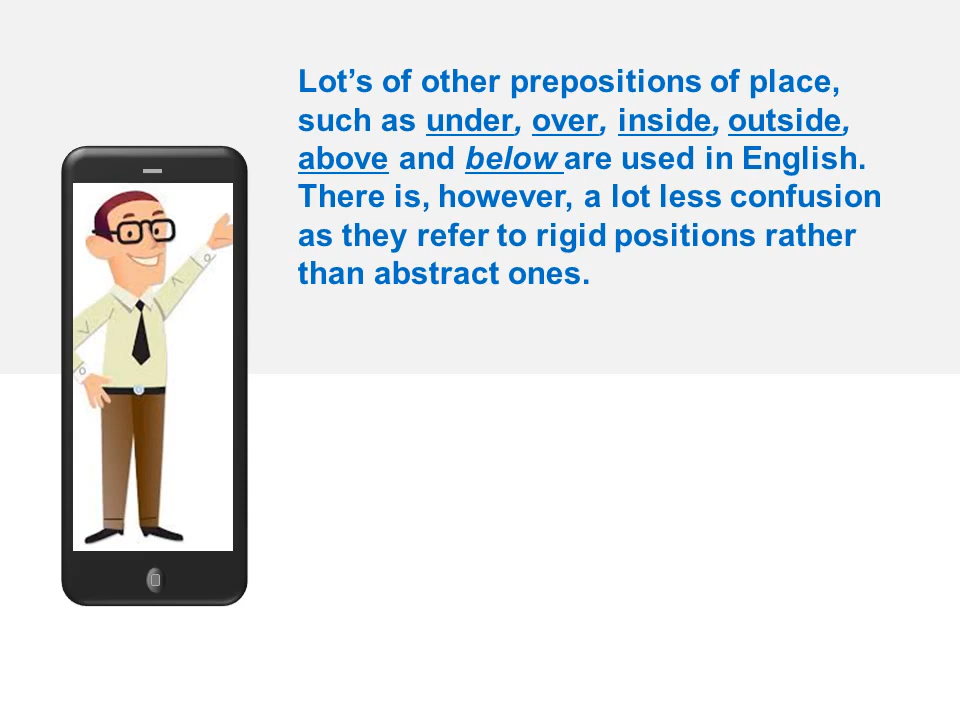 Lot’s of other prepositions of place,
such as under, over, inside, outside,
above and below are used in English.
There is, however, a lot less confusion
as they refer to rigid positions rather
than abstract ones.